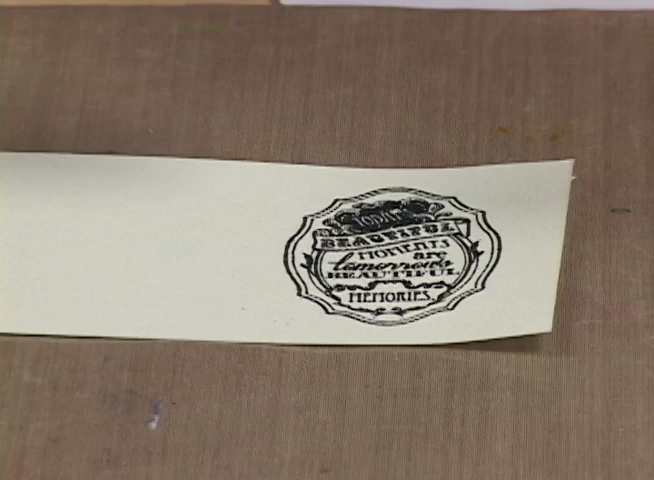 TODAY'S
BEAUTIFUL
MOMENTS
are
tomorrow's
BEAUTIFUL
MEMORIES.